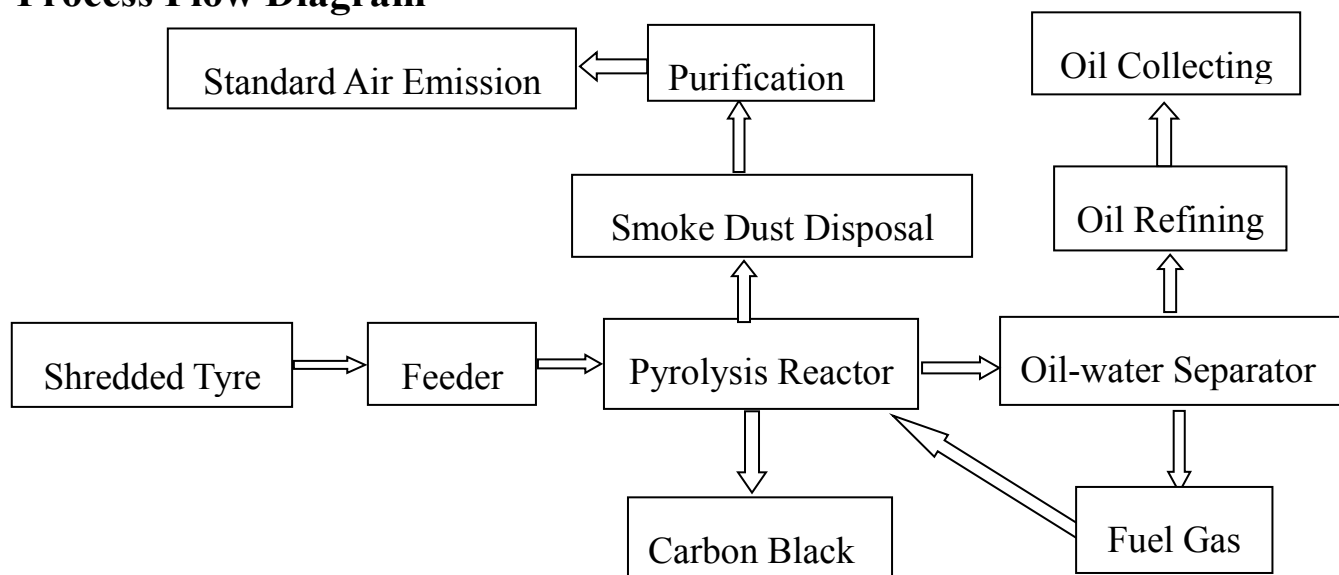 Process Flow Diagram
Standard Air Emission
Purification
Oil Collecting
Smoke Dust Disposal
Oil Refining
Shredded Tyre
Feeder
Pyrolysis Reactor
Oil-water Separator
Carbon Black
Fuel Gas